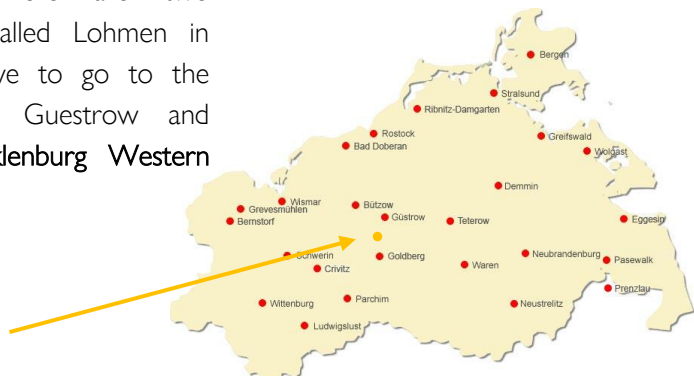 alled Lohmen in
ve to go to the
Guestrow and
klenburg Western
Bergen
Stralsund
Ribnitz-Damgarten
Rostock
Greifswald
Bad Doberan
Wolgast
Demmin
Wismar
Bützow
Grevesmühlen
Güstrow
Bernstorf
Teterow
Eggesin
Schwerin
Goldberg
Neubrandenburg
Pasewalk
Crivitz
Waren
Prenzlau
Parchim
Wittenburg
Neustrelitz
Ludwigslust